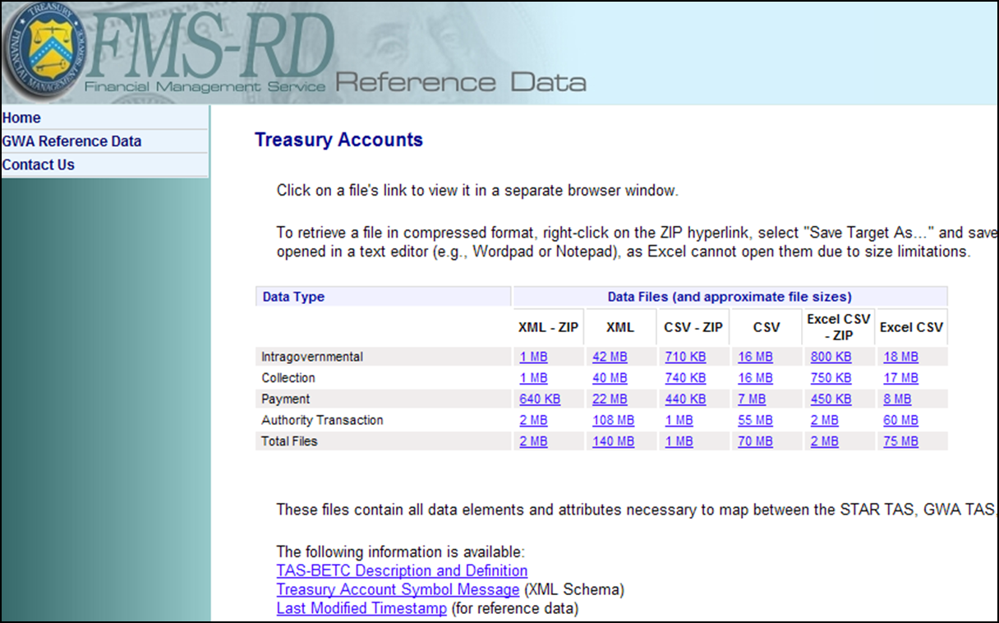 TREASURY
FINANCIAL MANAGEMENT SERVICE
FMS-RD
Financial Management Service Reference Data
Home
GWA Reference Data
Contact Us
Treasury Accounts
Click on a file's link to view it in a separate browser window.
To retrieve a file in compressed format, right-click on the ZIP hyperlink, select "Save Target As..." and save
opened in a text editor (e.g., Wordpad or Notepad), as Excel cannot open them due to size limitations.
Data Type Data Files (and approximate file sizes)
XML - ZIP XML CSV - ZIP CSV Excel CSV - ZIP Excel CSV
Intragovernmental 1 MB 42 MB 710 KB 16 MB 800 KB 18 MB
Collection 1 MB 40 MB 740 KB 16 MB 750 KB 17 MB
Payment 640 KB 22 MB 440 KB 7 MB 450 KB 8 MB
Authority Transaction 2 MB 108 MB 1 MB 55 MB 2 MB 60 MB
Total Files 2 MB 140 MB 1 MB 70 MB 2 MB 75 MB
These files contain all data elements and attributes necessary to map between the STAR TAS, GWA TAS,
The following information is available:
TAS-BETC Description and Definition
Treasury Account Symbol Message (XML Schema)
Last Modified Timestamp (for reference data)